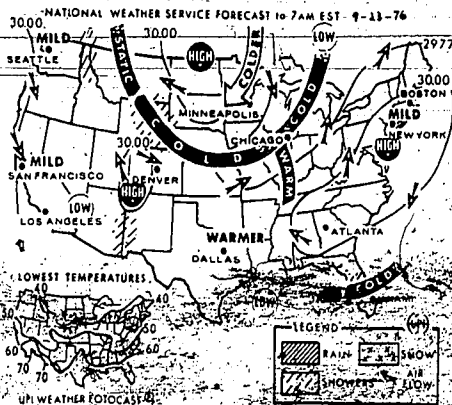 NATIONAL WEATHER SERVICE FORECAST to 7AM EST 9-23-76
30.00
30.00
2977
MILD
SEATTLE
STATIC
HIGH
COLDER
LOW
30.00
BOSTON
MILD
NEW YORK
HIGH
MINNEAPOLIS
COLD
CHICAGO
COLD
WARM
30.00
DENVER
HIGH
MILD
SAN FRANCISCO
LOW
LOS ANGELES
WARMER
DALLAS
ATLANTA
COLD
LOW
LOWEST TEMPERATURES
40
40
50
50
60
60
70
70
60
LEGEND
RAIN
SNOW
SHOWERS
AIR FLOW
UPI WEATHER FOTOCAST